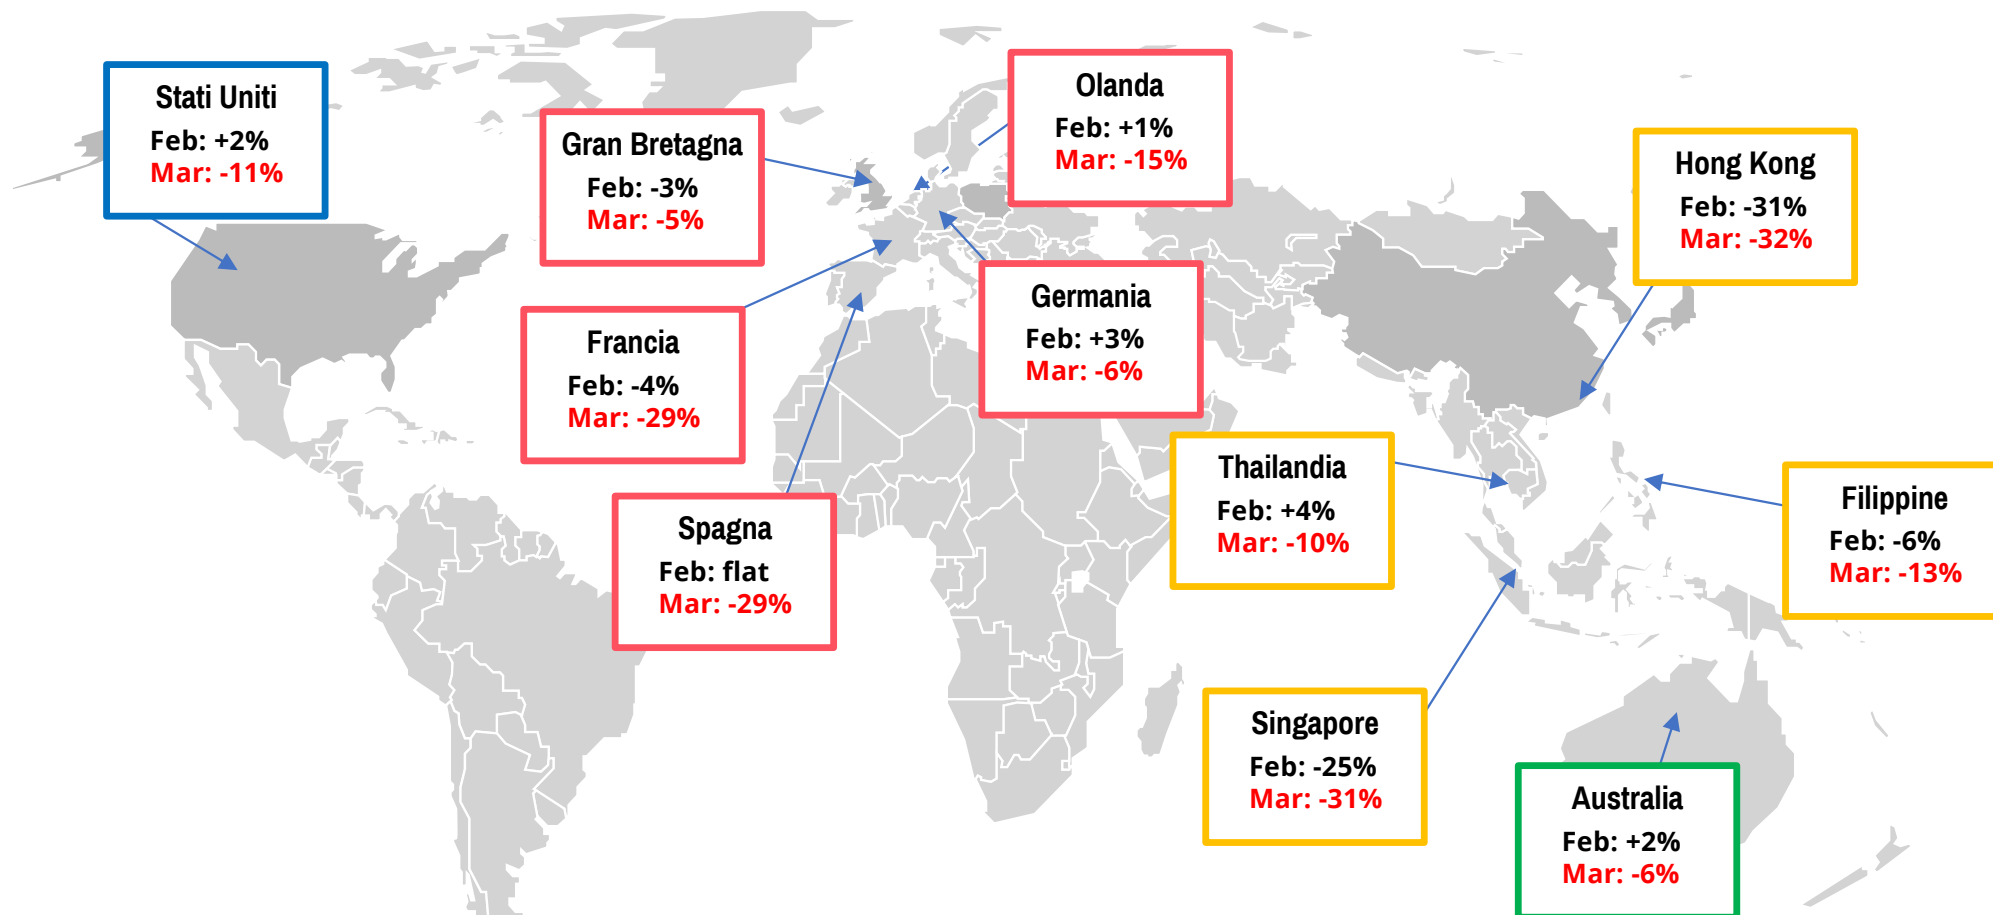 Stati Uniti
Feb: +2%
Mar: -11%
Gran Bretagna
Feb: -3%
Mar: -5%
Olanda
Feb: +1%
Mar: -15%
Hong Kong
Feb: -31%
Mar: -32%
Francia
Feb: -4%
Mar: -29%
Germania
Feb: +3%
Mar: -6%
Spagna
Feb: flat
Mar: -29%
Thailandia
Feb: +4%
Mar: -10%
Filippine
Feb: -6%
Mar: -13%
Singapore
Feb: -25%
Mar: -31%
Australia
Feb: +2%
Mar: -6%